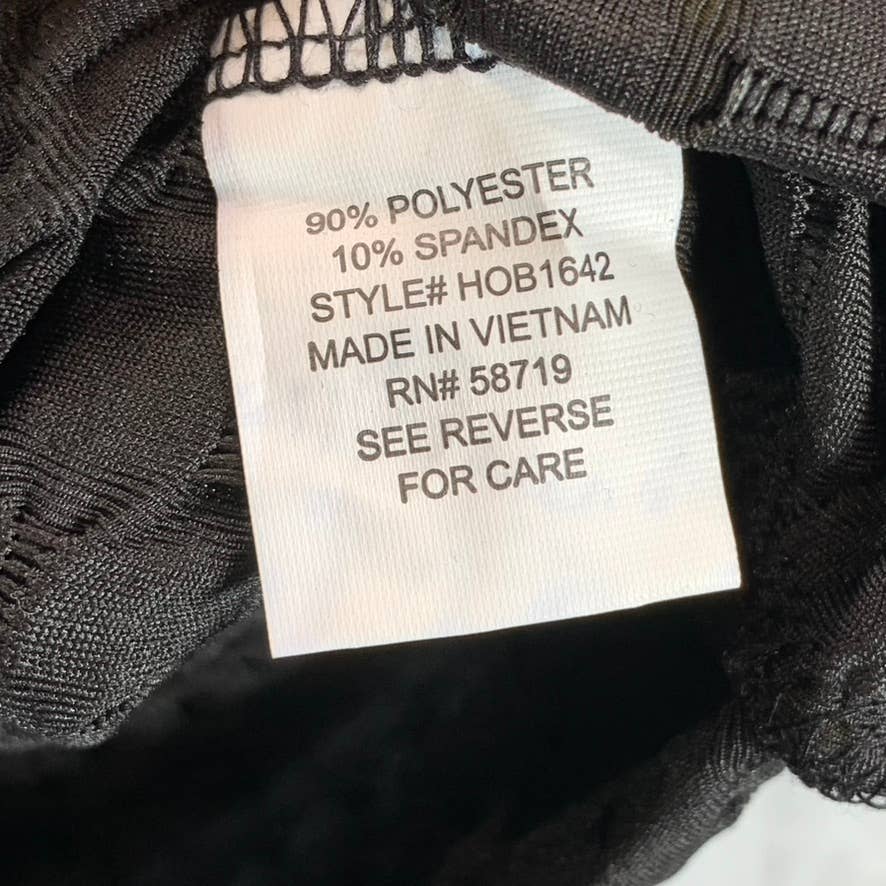 90% POLYESTER
10% SPANDEX
STYLE# HOB1642
MADE IN VIETNAM
RN# 58719
SEE REVERSE
FOR CARE